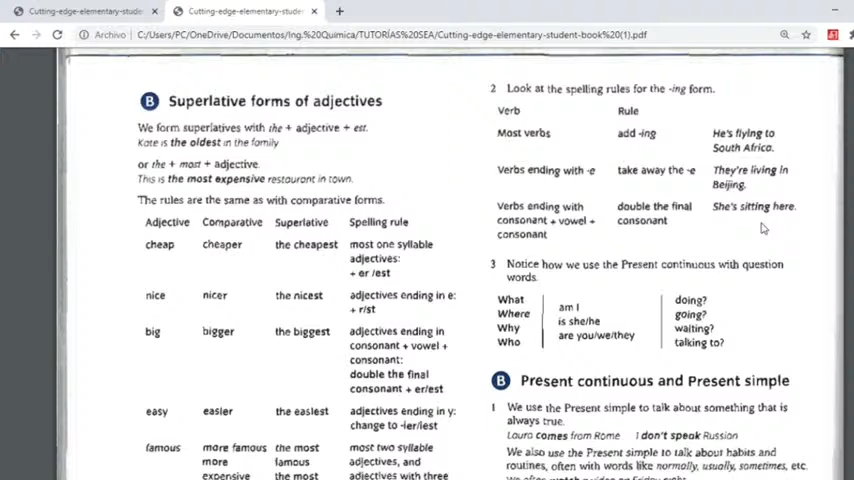 Cutting-edge-elementary-stude
Cutting-edge-elementary-stude
Archivo
C:/Users/PC/OneDrive/Documentos/Ing.%20Quimica/TUTORÍAS%20SEA/Cutting-edge-elementary-student-book%20(1).pdf
B Superlative forms of adjectives
We form superlatives with the + adjective + est.
Kate is the oldest in the family
or the + most + adjective.
This is the most expensive restaurant in town.
The rules are the same as with comparative forms.
Adjective Comparative Superlative Spelling rule
cheap cheaper the cheapest most one syllable
adjectives:
+ er /est
nice nicer the nicest adjectives ending in e:
+ r/st
big bigger the biggest adjectives ending in
consonant + vowel +
consonant:
double the final
consonant + er/est
easy easier the easiest adjectives ending in y:
change to -ier/iest
famous more famous the most most two syllable
more famous adjectives, and
expensive the most adjectives with three
2 Look at the spelling rules for the -ing form.
Verb Rule
Most verbs add -ing He's flying to
South Africa.
Verbs ending with -e take away the -e They're living in
Beijing.
Verbs ending with double the final She's sitting here.
consonant + vowel + consonant
consonant
3 Notice how we use the Present continuous with question
words.
What am I doing?
Where is she/he going?
Why are you/we/they waiting?
Who talking to?
B Present continuous and Present simple
1 We use the Present simple to talk about something that is
always true.
Laura comes from Rome I don't speak Russian
We also use the Present simple to talk about habits and
routines, often with words like normally, usually, sometimes, etc.
We often watch a video on Friday night